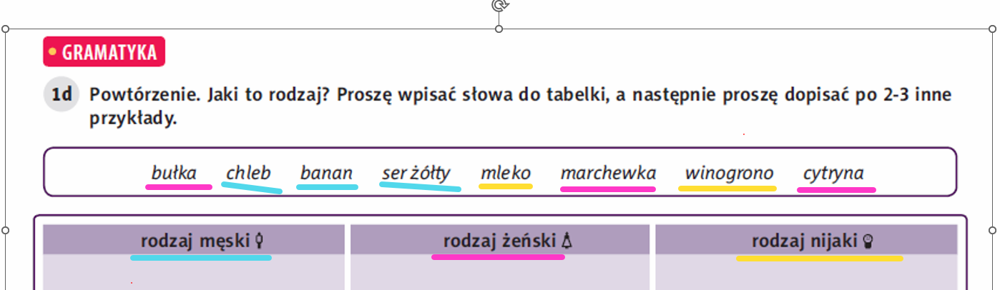 GRAMATYKA
1d Powtórzenie. Jaki to rodzaj? Proszę wpisać słowa do tabelki, a następnie proszę dopisać po 2-3 inne
przykłady.
bułka chleb banan ser żółty mleko marchewka winogrono cytryna
rodzaj męski rodzaj żeński rodzaj nijaki